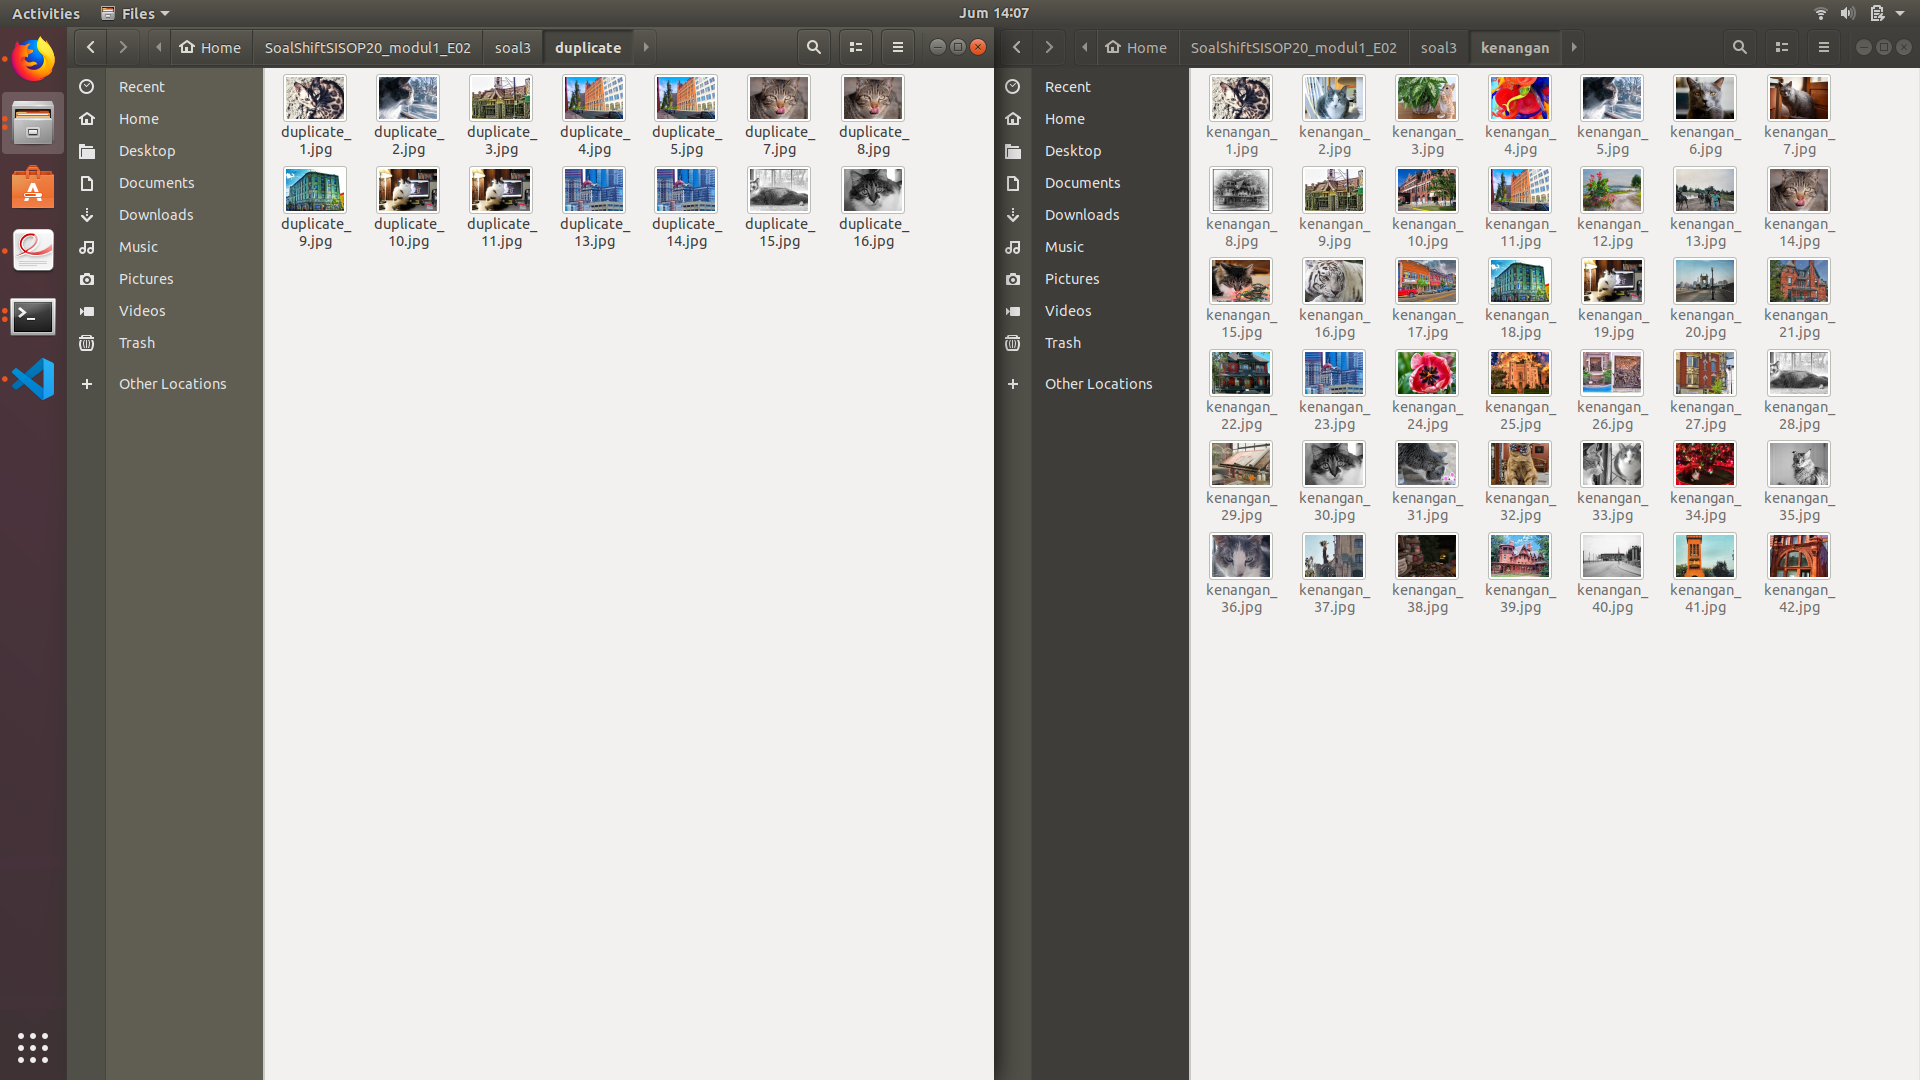 Activities Files Jum 14:07
Home SoalShiftSISOP20_modul1_E02 soal3 duplicate
Recent
Home
Desktop
Documents
Downloads
Music
Pictures
Videos
Trash
Other Locations
duplicate_1.jpg duplicate_2.jpg duplicate_3.jpg duplicate_4.jpg duplicate_5.jpg duplicate_7.jpg duplicate_8.jpg
duplicate_9.jpg duplicate_10.jpg duplicate_11.jpg duplicate_13.jpg duplicate_14.jpg duplicate_15.jpg duplicate_16.jpg
Home SoalShiftSISOP20_modul1_E02 soal3 kenangan
Recent
Home
Desktop
Documents
Downloads
Music
Pictures
Videos
Trash
Other Locations
kenangan_1.jpg kenangan_2.jpg kenangan_3.jpg kenangan_4.jpg kenangan_5.jpg kenangan_6.jpg kenangan_7.jpg
kenangan_8.jpg kenangan_9.jpg kenangan_10.jpg kenangan_11.jpg kenangan_12.jpg kenangan_13.jpg kenangan_14.jpg
kenangan_15.jpg kenangan_16.jpg kenangan_17.jpg kenangan_18.jpg kenangan_19.jpg kenangan_20.jpg kenangan_21.jpg
kenangan_22.jpg kenangan_23.jpg kenangan_24.jpg kenangan_25.jpg kenangan_26.jpg kenangan_27.jpg kenangan_28.jpg
kenangan_29.jpg kenangan_30.jpg kenangan_31.jpg kenangan_32.jpg kenangan_33.jpg kenangan_34.jpg kenangan_35.jpg
kenangan_36.jpg kenangan_37.jpg kenangan_38.jpg kenangan_39.jpg kenangan_40.jpg kenangan_41.jpg kenangan_42.jpg